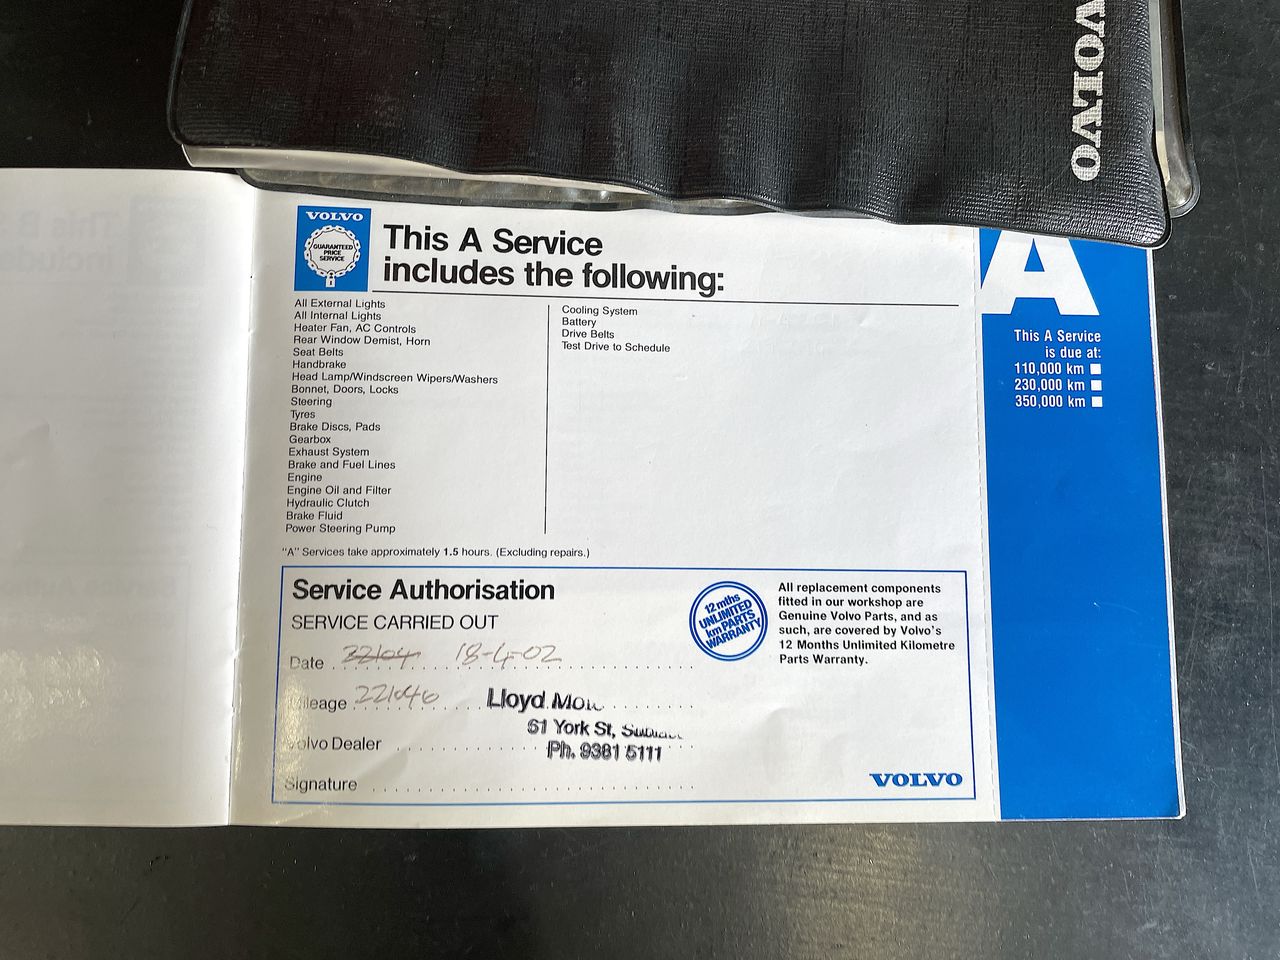 VOLVO
VOLVO
GUARANTEED
PRICE
SERVICE
This A Service
includes the following:
All External Lights
All Internal Lights
Heater Fan, AC Controls
Rear Window Demist, Horn
Seat Belts
Handbrake
Head Lamp/Windscreen Wipers/Washers
Bonnet, Doors, Locks
Steering
Tyres
Brake Discs, Pads
Gearbox
Exhaust System
Brake and Fuel Lines
Engine
Engine Oil and Filter
Hydraulic Clutch
Brake Fluid
Power Steering Pump
Cooling System
Battery
Drive Belts
Test Drive to Schedule
"A" Services take approximately 1.5 hours. (Excluding repairs.)
A
This A Service
is due at:
110,000 km
230,000 km
350,000 km
Service Authorisation
SERVICE CARRIED OUT
Date 22104 18-4-02
Mileage 221046
Lloyd
61 York St,
Volvo Dealer
Ph. 9381 5111
Signature
12 mths
UNLIMITED
km PARTS
WARRANTY
All replacement components
fitted in our workshop are
Genuine Volvo Parts, and as
such, are covered by Volvo's
12 Months Unlimited Kilometre
Parts Warranty.
VOLVO